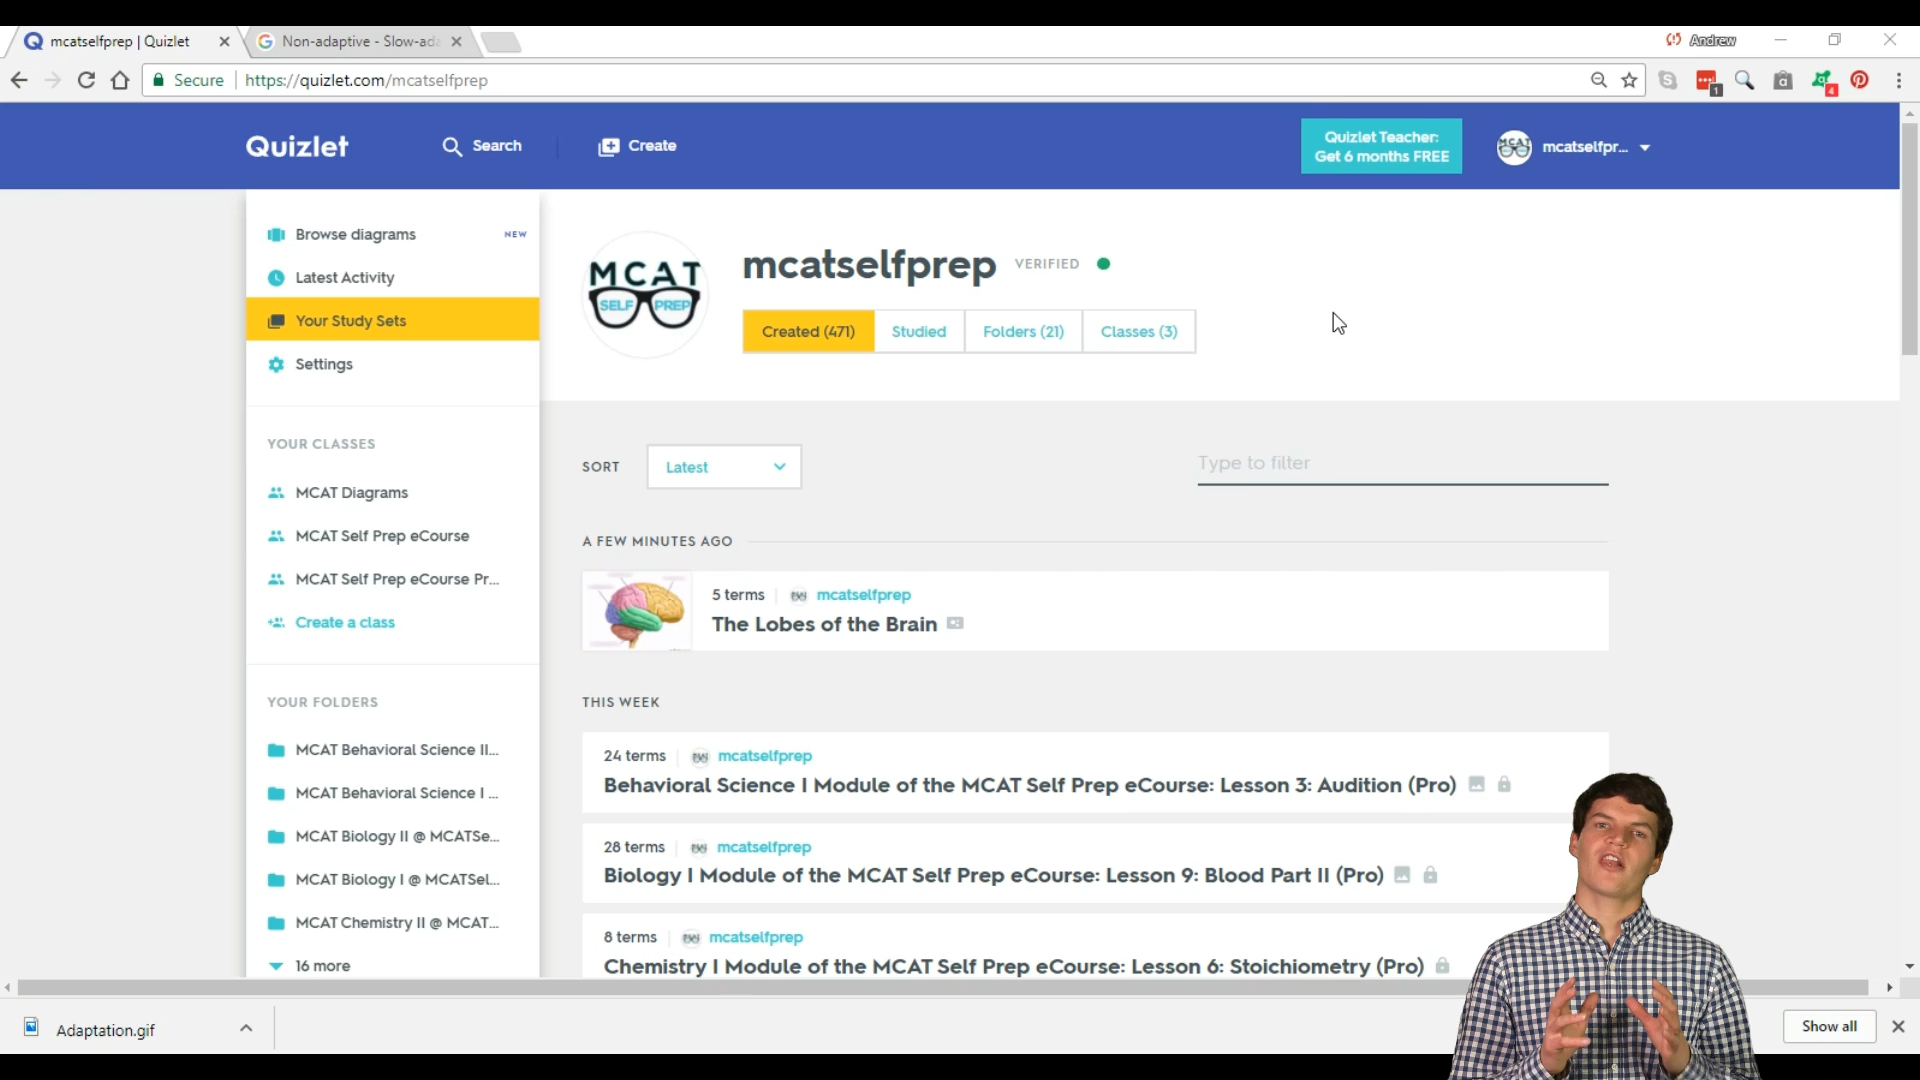 mcatselfprep | Quizlet
Non-adaptive - Slow-ada
Andrew
Secure
https://quizlet.com/mcatselfprep
1
4
Quizlet
Search
Create
Quizlet Teacher:
Get 6 months FREE
MCAT
mcatselfpr...
Browse diagrams
NEW
Latest Activity
Your Study Sets
Settings
MCAT
SELF PREP
mcatselfprep
VERIFIED
Created (471)
Studied
Folders (21)
Classes (3)
YOUR CLASSES
MCAT Diagrams
MCAT Self Prep eCourse
MCAT Self Prep eCourse Pr...
Create a class
YOUR FOLDERS
MCAT Behavioral Science II...
MCAT Behavioral Science I ...
MCAT Biology II @ MCATSe...
MCAT Biology I @ MCATSel...
MCAT Chemistry II @ MCAT...
16 more
SORT
Latest
Type to filter
A FEW MINUTES AGO
5 terms
mcatselfprep
The Lobes of the Brain
THIS WEEK
24 terms
mcatselfprep
Behavioral Science I Module of the MCAT Self Prep eCourse: Lesson 3: Audition (Pro)
28 terms
mcatselfprep
Biology I Module of the MCAT Self Prep eCourse: Lesson 9: Blood Part II (Pro)
8 terms
mcatselfprep
Chemistry I Module of the MCAT Self Prep eCourse: Lesson 6: Stoichiometry (Pro)
Adaptation.gif
Show all